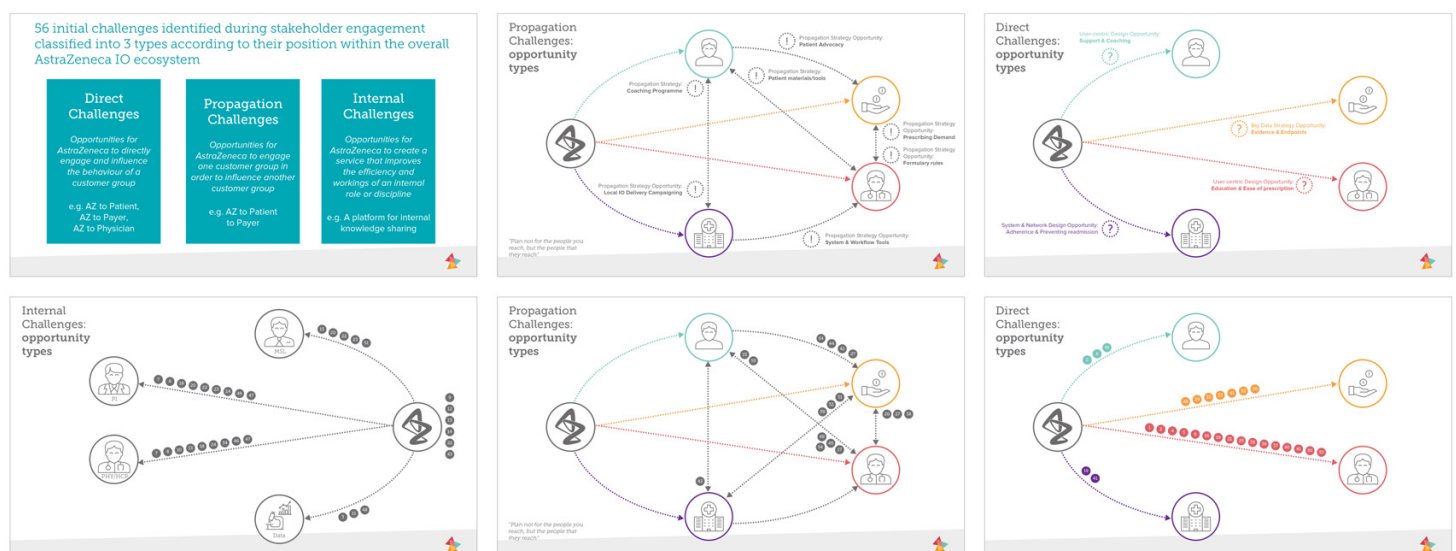 56 initial challenges identified during stakeholder engagement
classified into 3 types according to their position within the overall
AstraZeneca IO ecosystem
Direct
Challenges
Opportunities for
AstraZeneca to directly
engage and influence
the behaviour of a
customer group
e.g. AZ to Patient,
AZ to Payer,
AZ to Physician
Propagation
Challenges
Opportunities for
AstraZeneca to engage
one customer group in
order to influence another
customer group
e.g. AZ to Patient
to Payer
Internal
Challenges
Opportunities for
AstraZeneca to create a
service that improves
the efficiency and
workings of an internal
role or discipline
e.g. A platform for internal
knowledge sharing
Propagation
Challenges:
opportunity
types
Propagation Strategy Opportunity:
Patient Advocacy
Propagation Strategy:
Patient materials/tools
Propagation Strategy:
Coaching Programme
Propagation Strategy
Opportunity:
Prescribing Demand
Propagation Strategy
Opportunity:
Formulary rules
Propagation Strategy Opportunity:
Local IO Delivery Campaigning
Propagation Strategy Opportunity:
System & Workflow Tools
"Plan not for the people you
reach, but the people that
they reach"
Direct
Challenges:
opportunity
types
User-centric Design Opportunity:
Support & Coaching
?
Big Data Strategy Opportunity:
Evidence & Endpoints
?
User-centric Design Opportunity:
Education & Ease of prescription
?
System & Network Design Opportunity:
Adherence & Preventing readmission
?
Internal
Challenges:
opportunity
types
MSL
PI
PHY/MCR
Data
Propagation
Challenges:
opportunity
types
"Plan not for the people you
reach, but the people that
they reach"
Direct
Challenges:
opportunity
types